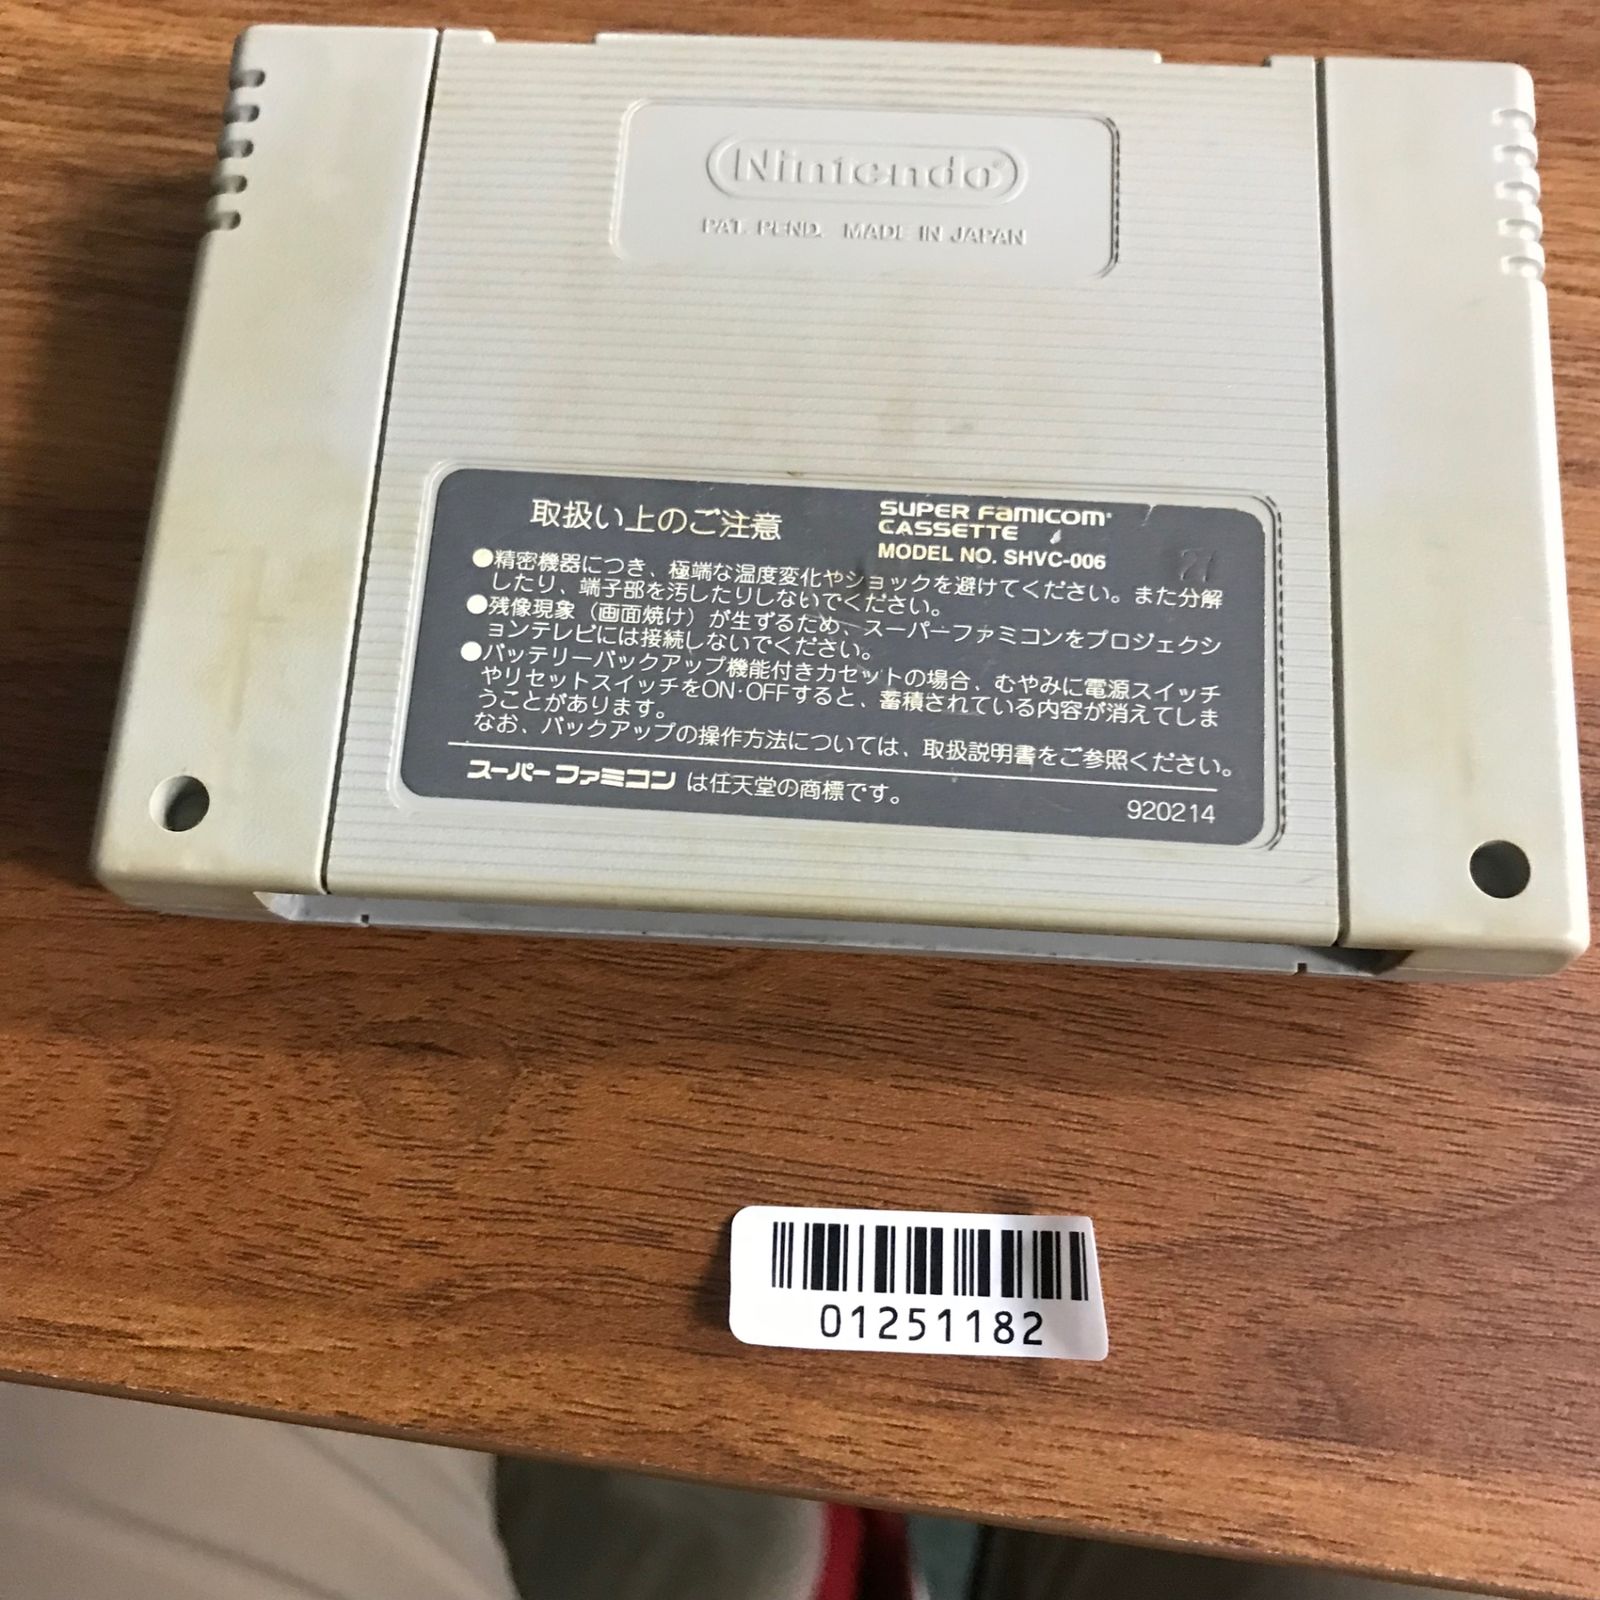 Nintendo®
PAT. PEND. MADE IN JAPAN
取扱い上のご注意
SUPER FAMICOM®
CASSETTE
MODEL NO. SHVC-006
27
●精密機器につき、極端な温度変化やショックを避けてください。また分解
したり、端子部を汚したりしないでください。
●残像現象（画面焼け）が生ずるため、スーパーファミコンをプロジェクシ
ョンテレビには接続しないでください。
●バッテリーバックアップ機能付きカセットの場合、むやみに電源スイッチ
やリセットスイッチをON・OFFすると、蓄積されている内容が消えてしま
うことがあります。
なお、バックアップの操作方法については、取扱説明書をご参照ください。
スーパーファミコンは任天堂の商標です。
920214
01251182